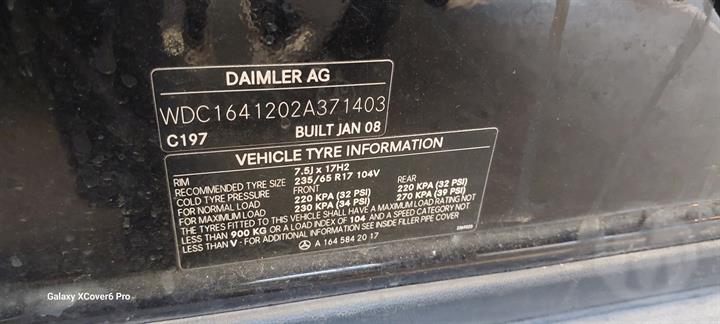 DAIMLER AG
WDC1641202A371403
C197 BUILT JAN 08
VEHICLE TYRE INFORMATION
RIM 7.5J x 17H2
RECOMMENDED TYRE SIZE 235/65 R17 104V
COLD TYRE PRESSURE FRONT REAR
FOR NORMAL LOAD 220 KPA (32 PSI) 220 KPA (32 PSI)
FOR MAXIMUM LOAD 230 KPA (34 PSI) 270 KPA (39 PSI)
THE TYRES FITTED TO THIS VEHICLE SHALL HAVE A MAXIMUM LOAD RATING NOT
LESS THAN 900 KG OR A LOAD INDEX OF 104 AND A SPEED CATEGORY NOT
LESS THAN V - FOR ADDITIONAL INFORMATION SEE INSIDE FILLER PIPE COVER
A 164 584 20 17
Galaxy XCover6 Pro